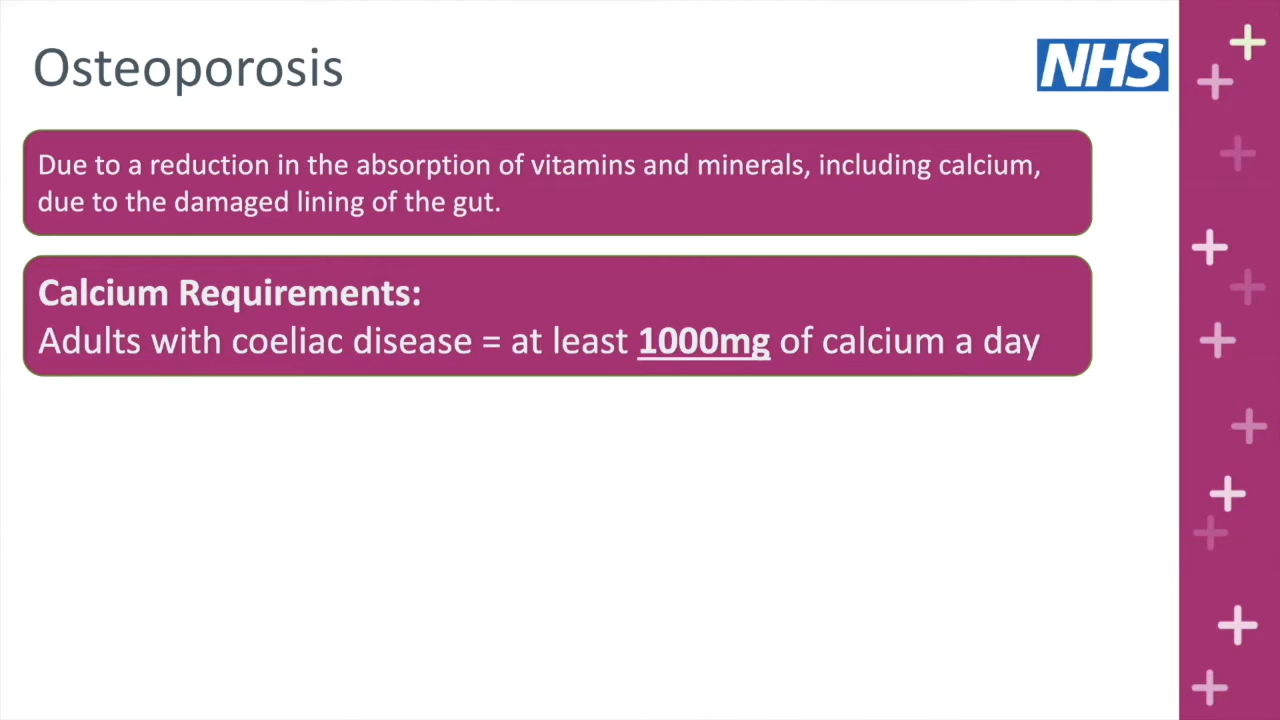 Osteoporosis
NHS
Due to a reduction in the absorption of vitamins and minerals, including calcium,
due to the damaged lining of the gut.
Calcium Requirements:
Adults with coeliac disease = at least 1000mg of calcium a day